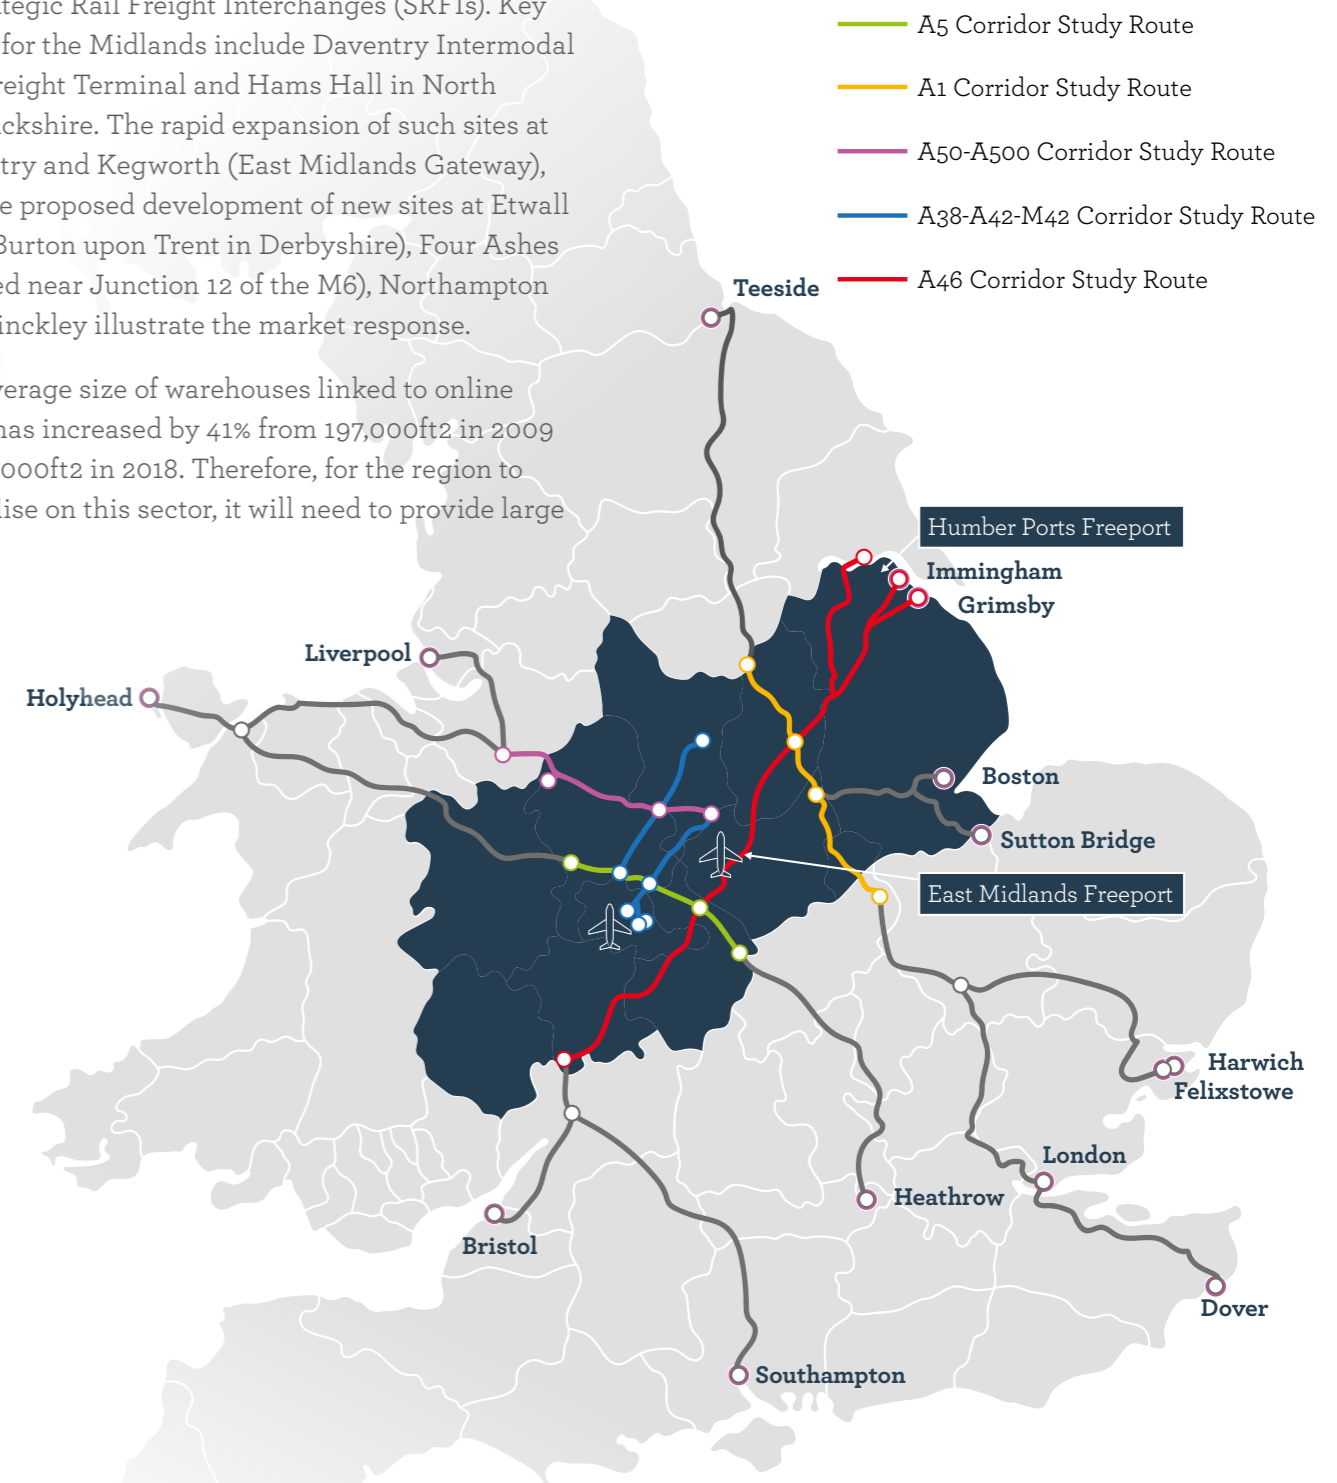 tegic Rail Freight Interchanges (SRFIs). Key
for the Midlands include Daventry Intermodal
reight Terminal and Hams Hall in North
ckshire. The rapid expansion of such sites at
try and Kegworth (East Midlands Gateway),
e proposed development of new sites at Etwall
Burton upon Trent in Derbyshire), Four Ashes
ed near Junction 12 of the M6), Northampton
inckley illustrate the market response.
verage size of warehouses linked to online
has increased by 41% from 197,000ft2 in 2009
000ft2 in 2018. Therefore, for the region to
lise on this sector, it will need to provide large
A5 Corridor Study Route
A1 Corridor Study Route
A50-A500 Corridor Study Route
A38-A42-M42 Corridor Study Route
A46 Corridor Study Route
Teeside
Humber Ports Freeport
Immingham
Grimsby
Liverpool
Holyhead
Boston
Sutton Bridge
East Midlands Freeport
Harwich
Felixstowe
London
Heathrow
Bristol
Dover
Southampton